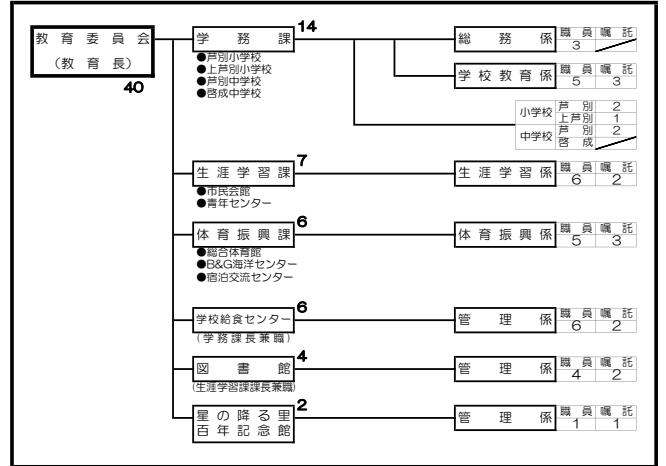 教育委員会
（教育長）
40
学務課
14
●芦別小学校
●上芦別小学校
●芦別中学校
●啓成中学校
総務係
職員 嘱託
3
学校教育係
職員 嘱託
5 3
小学校 芦別 2
上芦別 1
中学校 芦別 2
啓成
生涯学習課
7
●市民会館
●青年センター
生涯学習係
職員 嘱託
6 2
体育振興課
6
●総合体育館
●B&G海洋センター
●宿泊交流センター
体育振興係
職員 嘱託
5 3
学校給食センター
6
(学務課長兼職)
管理係
職員 嘱託
6 2
図書館
4
(生涯学習課課長兼職)
管理係
職員 嘱託
4 2
星の降る里
百年記念館
2
管理係
職員 嘱託
1 1